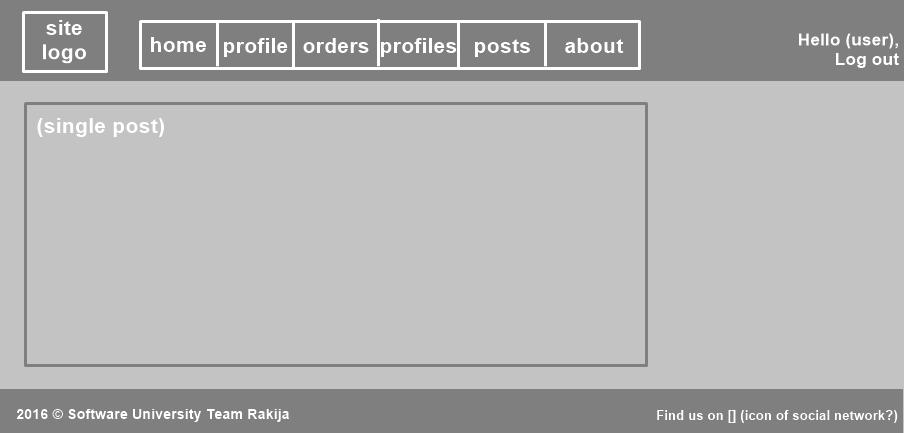 site
logo
home profile orders profiles posts about
Hello (user),
Log out
(single post)
2016 © Software University Team Rakija
Find us on [] (icon of social network?)